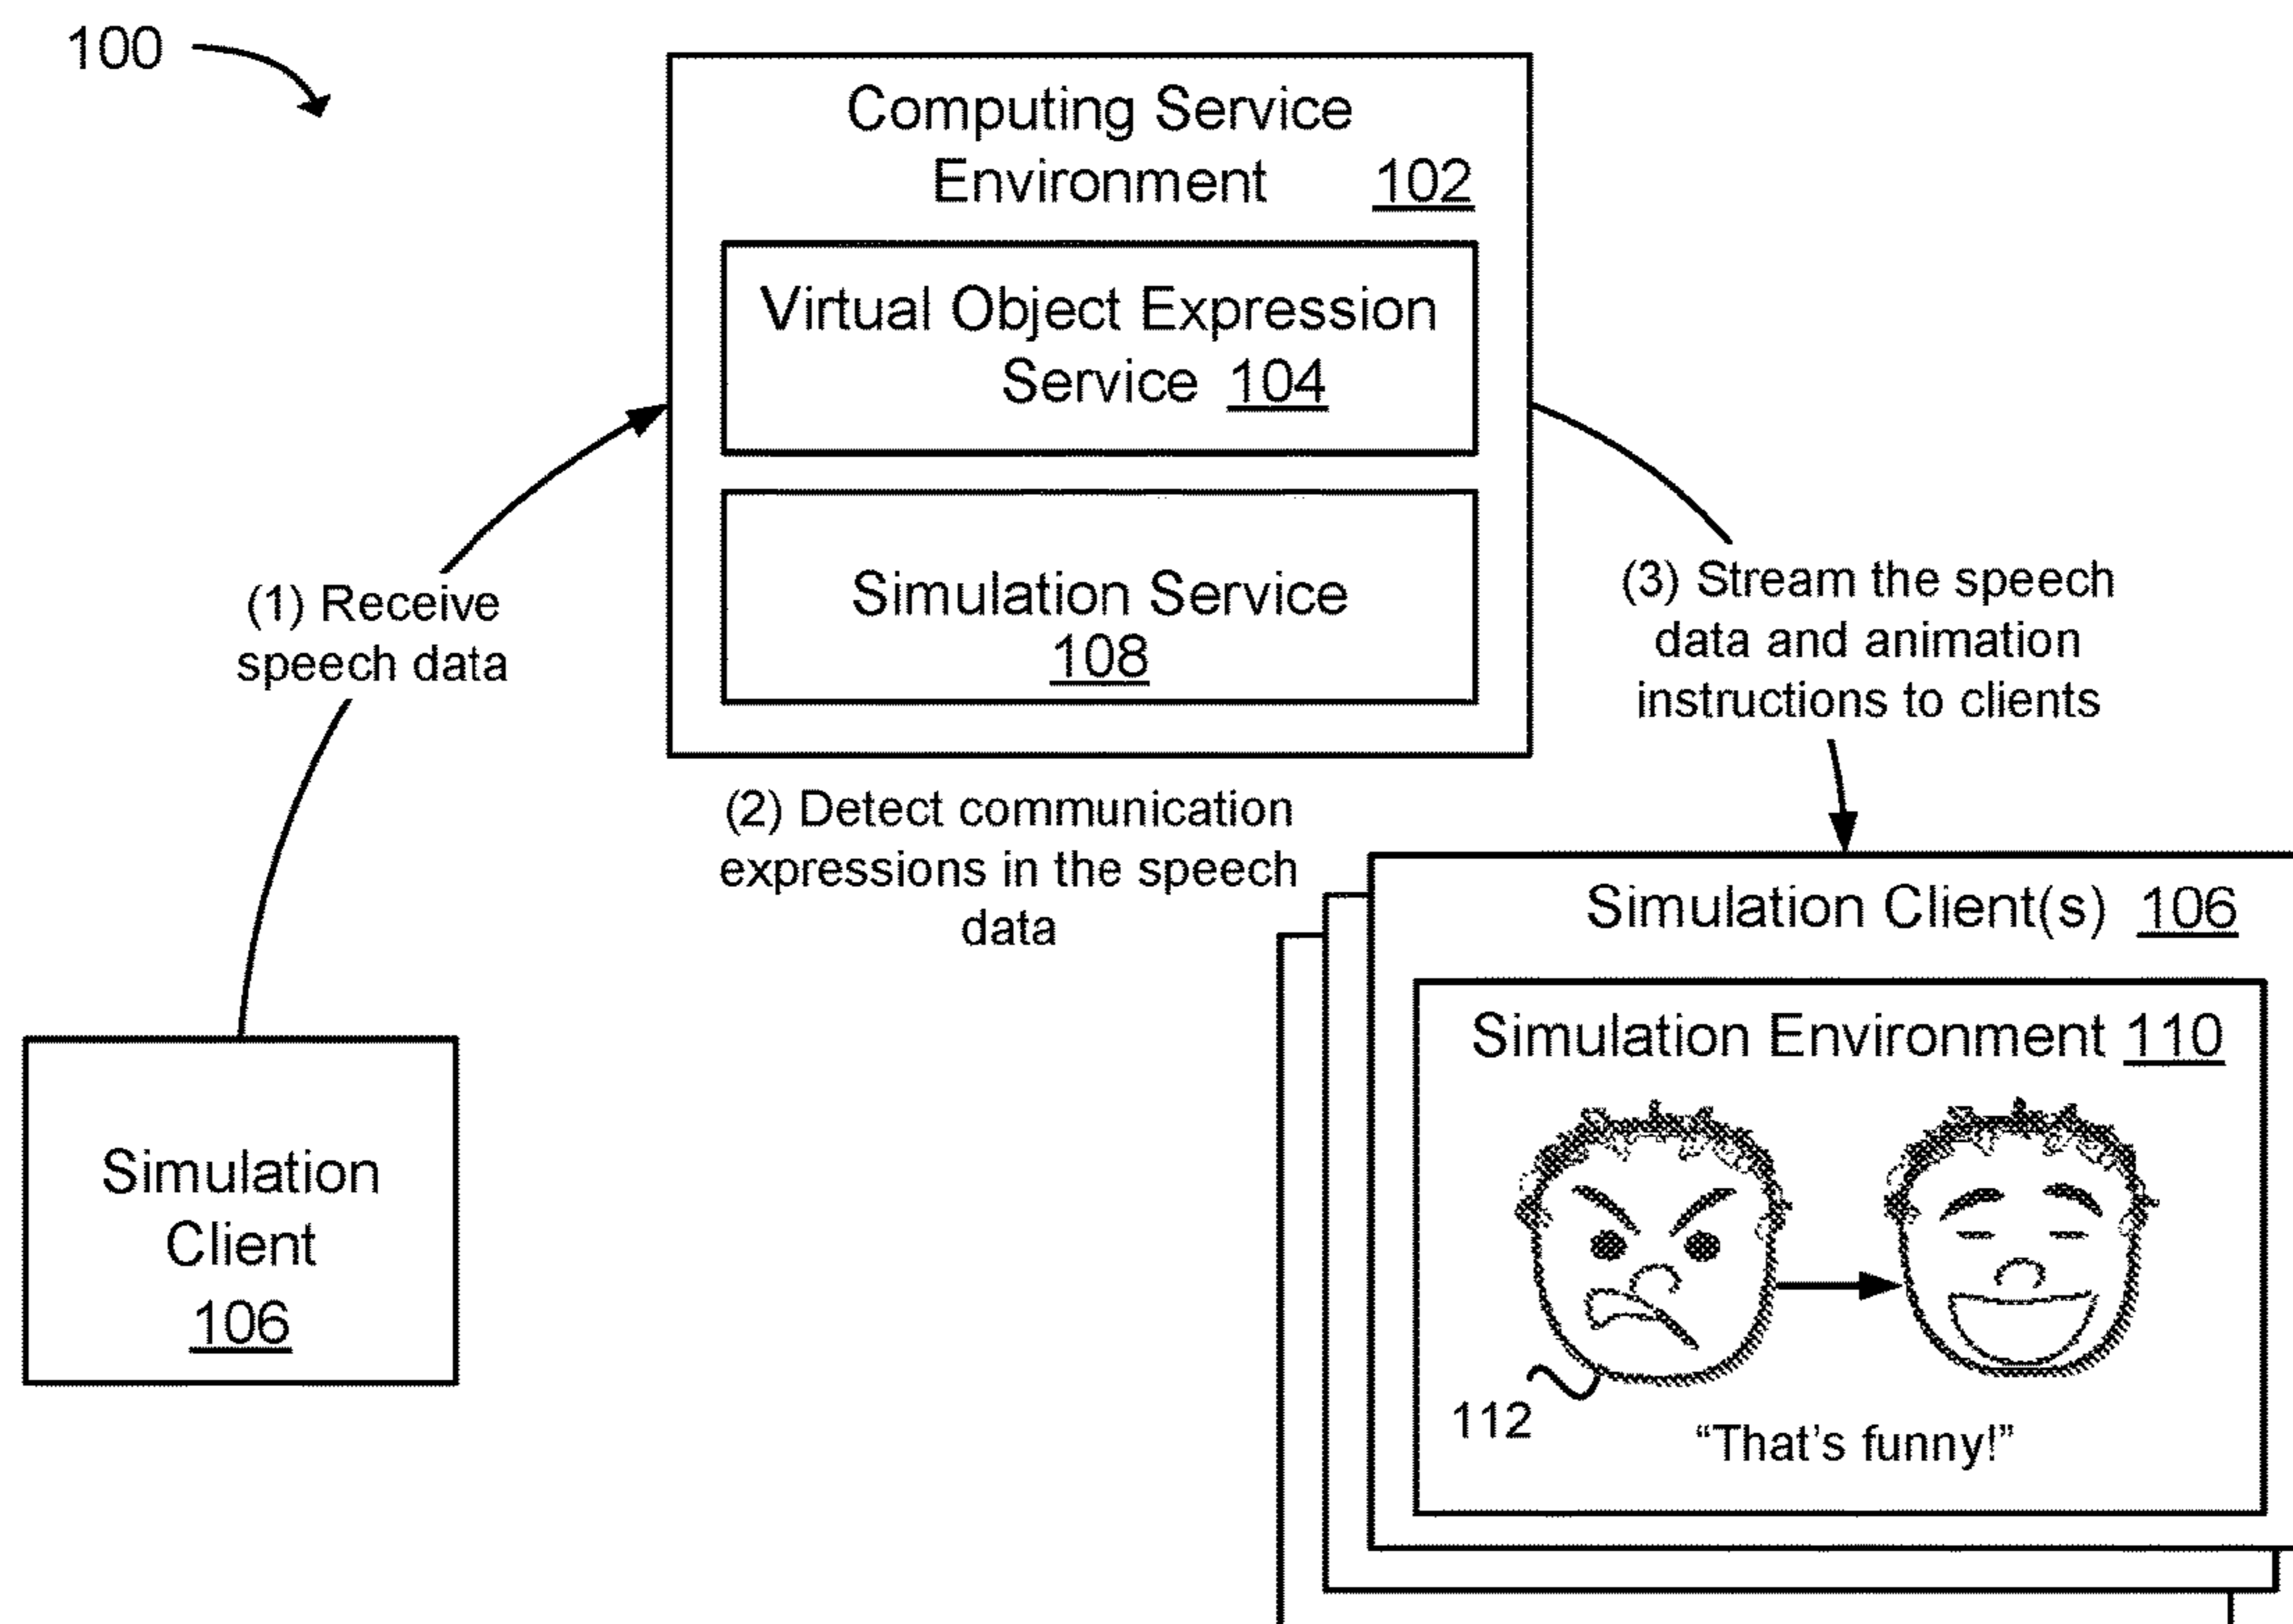 100
Computing Service
Environment 102
Virtual Object Expression
Service 104
Simulation Service
108
(1) Receive
speech data
(2) Detect communication
expressions in the speech
data
(3) Stream the speech
data and animation
instructions to clients
Simulation
Client
106
Simulation Client(s) 106
Simulation Environment 110
112
“That's funny!”